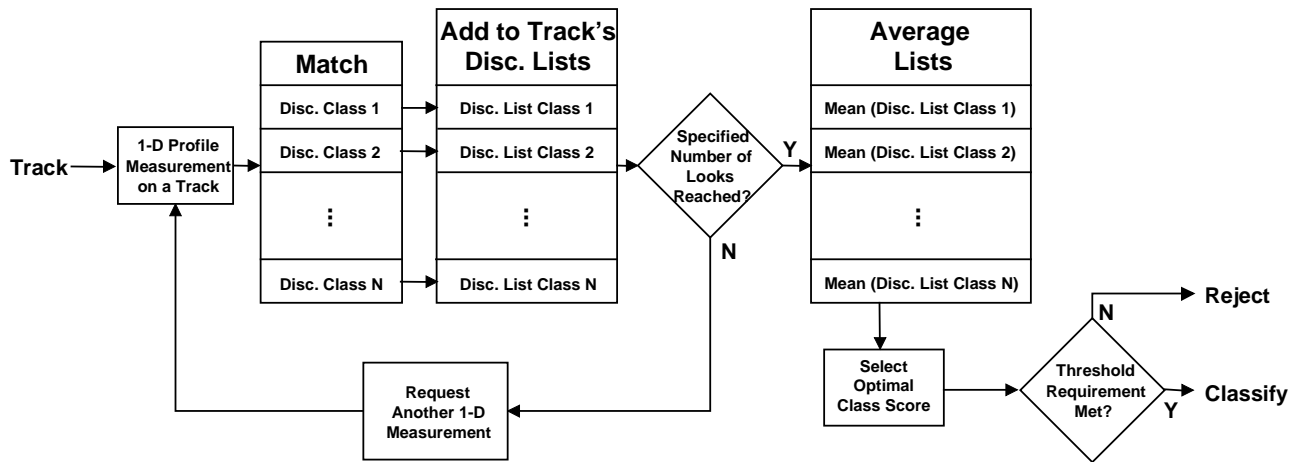 Track
1-D Profile
Measurement
on a Track
Match
Disc. Class 1
Disc. Class 2
⋮
Disc. Class N
Add to Track's
Disc. Lists
Disc. List Class 1
Disc. List Class 2
⋮
Disc. List Class N
Specified
Number of
Looks
Reached?
Y
N
Request
Another 1-D
Measurement
Average
Lists
Mean (Disc. List Class 1)
Mean (Disc. List Class 2)
⋮
Mean (Disc. List Class N)
Select
Optimal
Class Score
Threshold
Requirement
Met?
N
Reject
Y
Classify